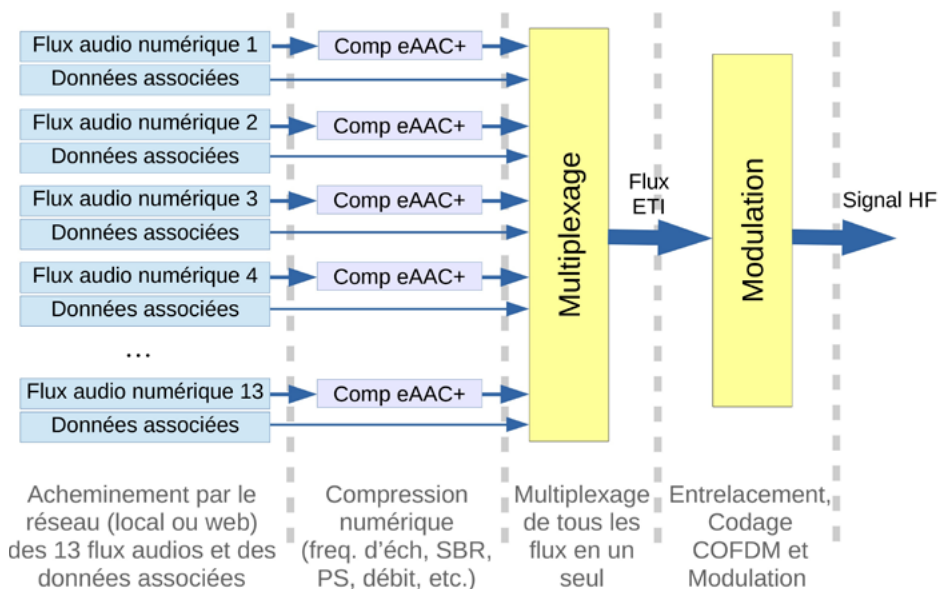 Flux audio numérique 1
Comp eAAC+
Données associées
Flux audio numérique 2
Comp eAAC+
Données associées
Flux audio numérique 3
Comp eAAC+
Données associées
Flux audio numérique 4
Comp eAAC+
Données associées
...
Flux audio numérique 13
Comp eAAC+
Données associées
Multiplexage
Flux
ETI
Modulation
Signal HF
Acheminement par le
réseau (local ou web)
des 13 flux audios et des
données associées
Compression
numérique
(freq. d'éch, SBR,
PS, débit, etc.)
Multiplexage
de tous les
flux en un
seul
Entrelacement,
Codage
COFDM et
Modulation